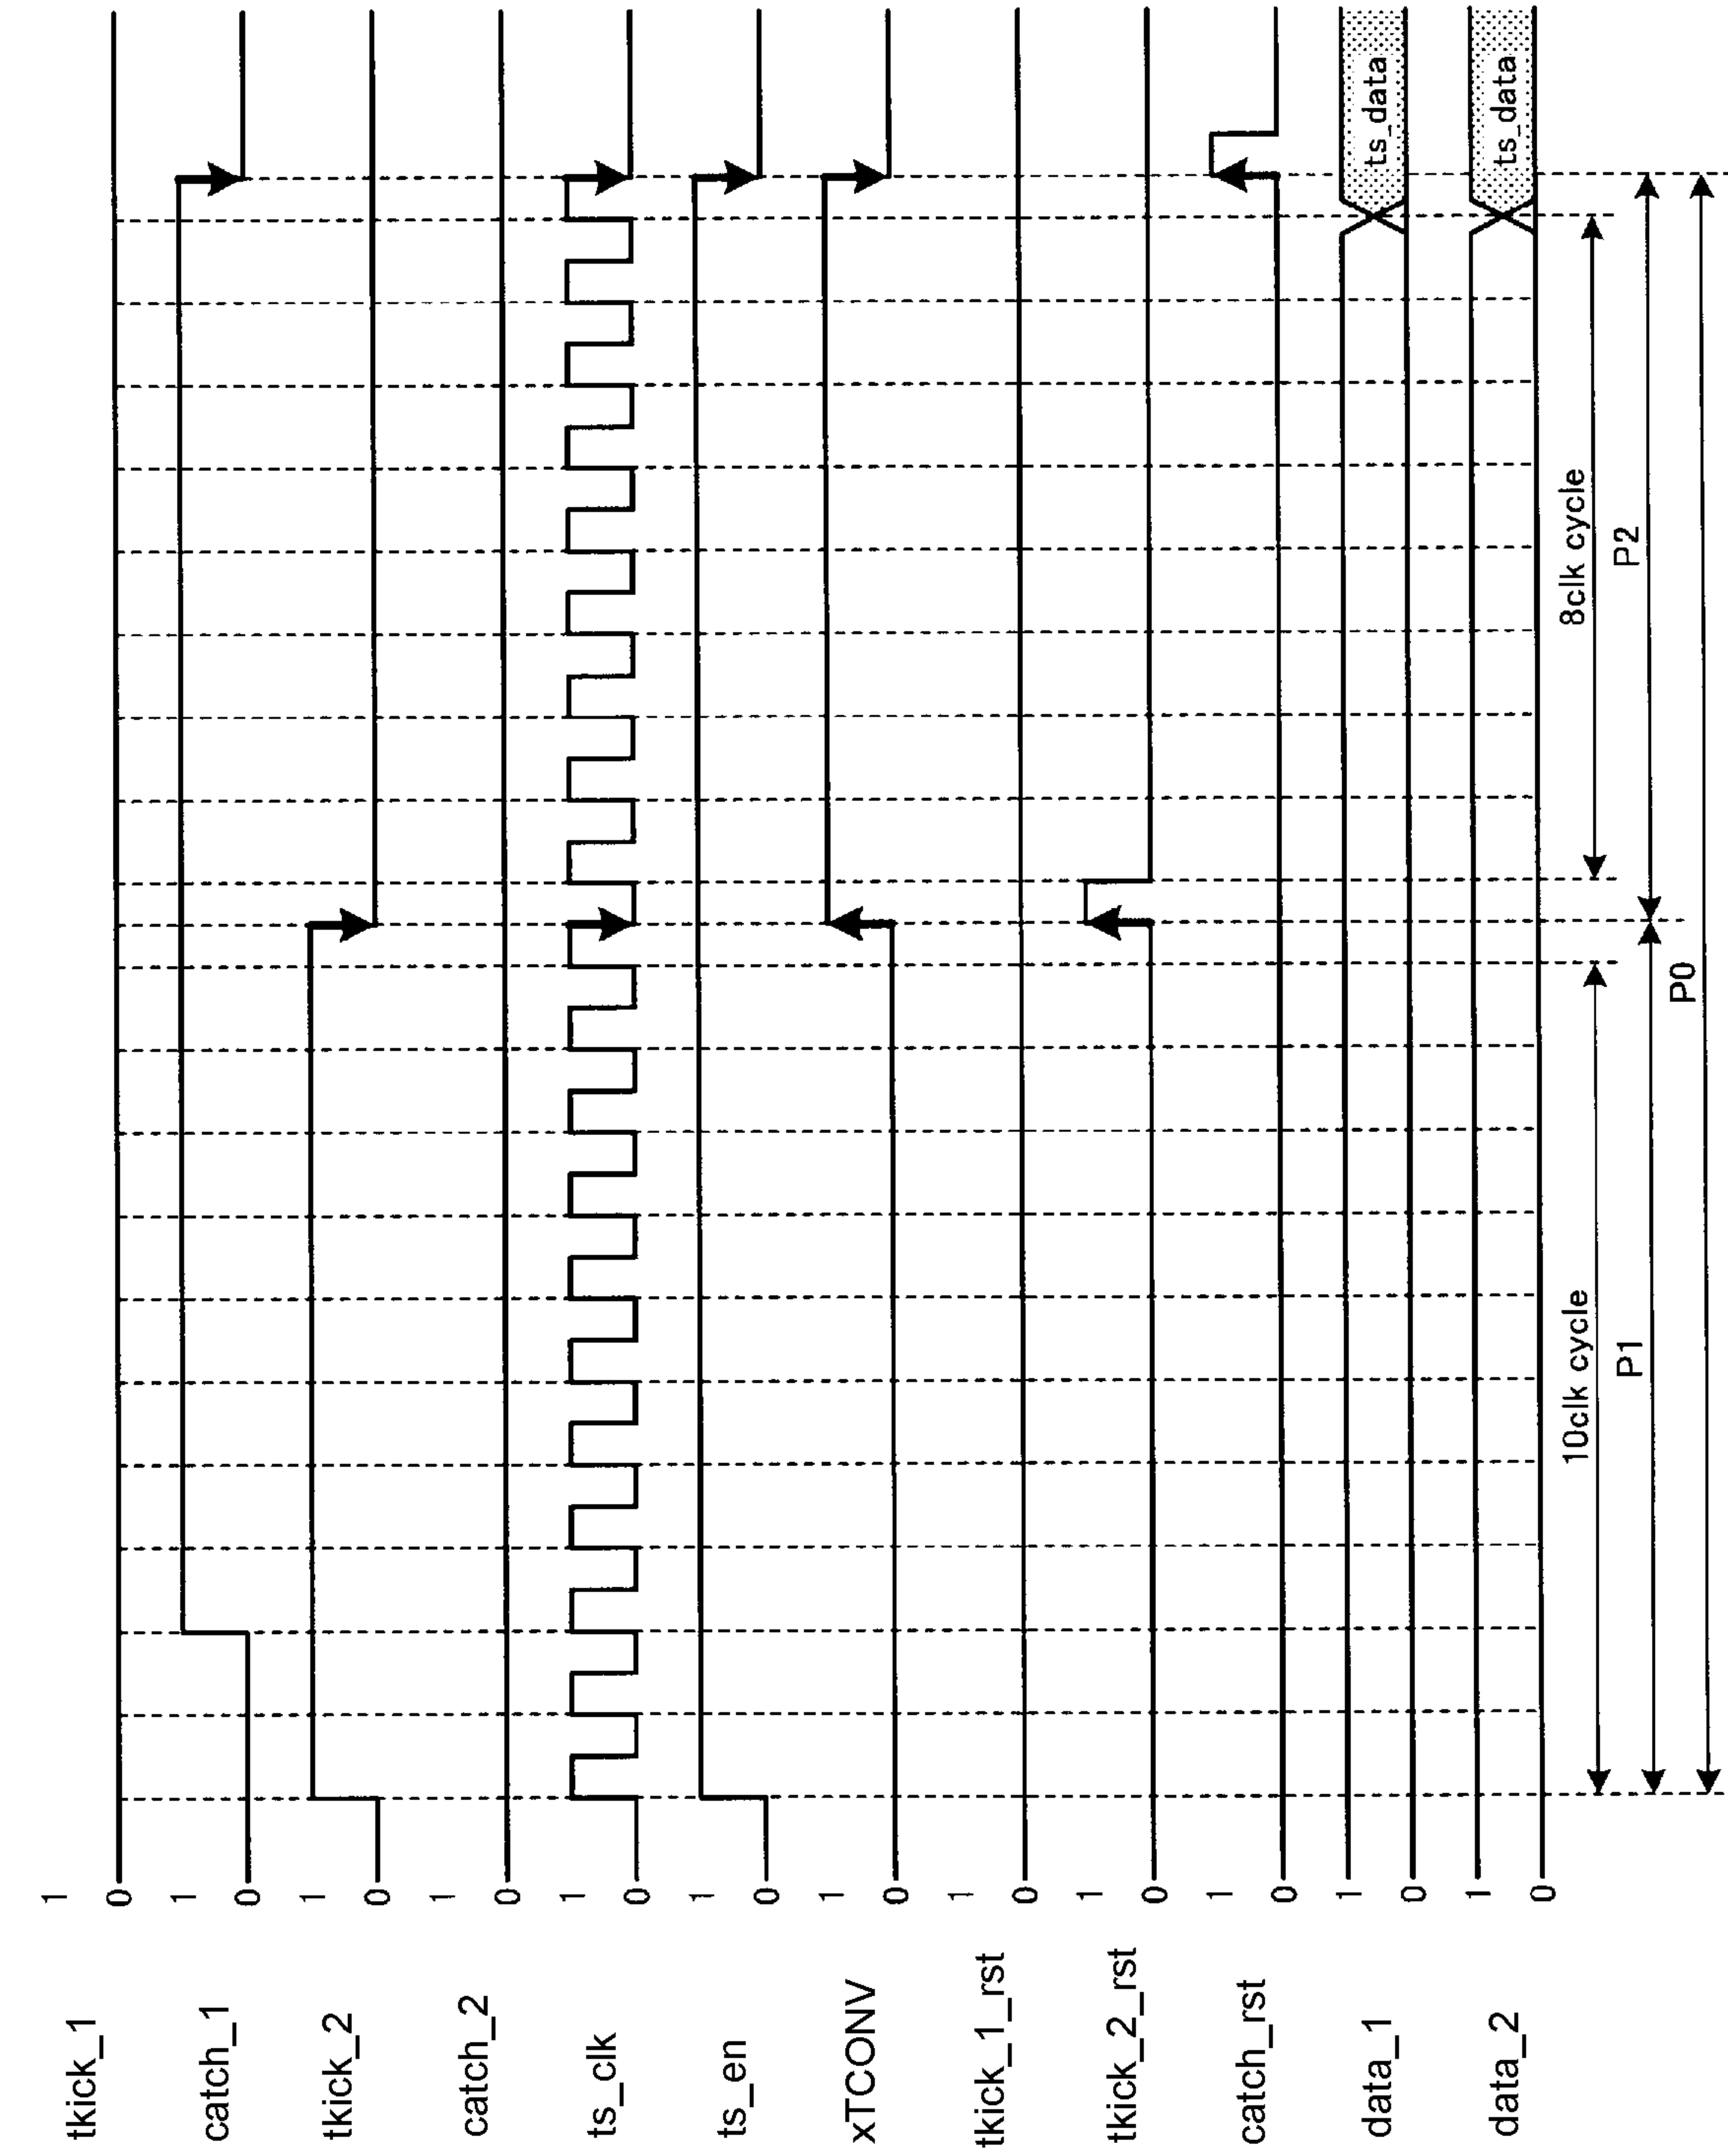 tkick_1 1 0
catch_1 1 0
tkick_2 1 0
catch_2 1 0
ts_clk 1 0
ts_en 1 0
xTCONV 1 0
tkick_1_rst 1 0
tkick_2_rst 1 0
catch_rst 1 0
data_1 1 0 ts_data
data_2 1 0 ts_data
10clk cycle 8clk cycle
P1 P2
P0